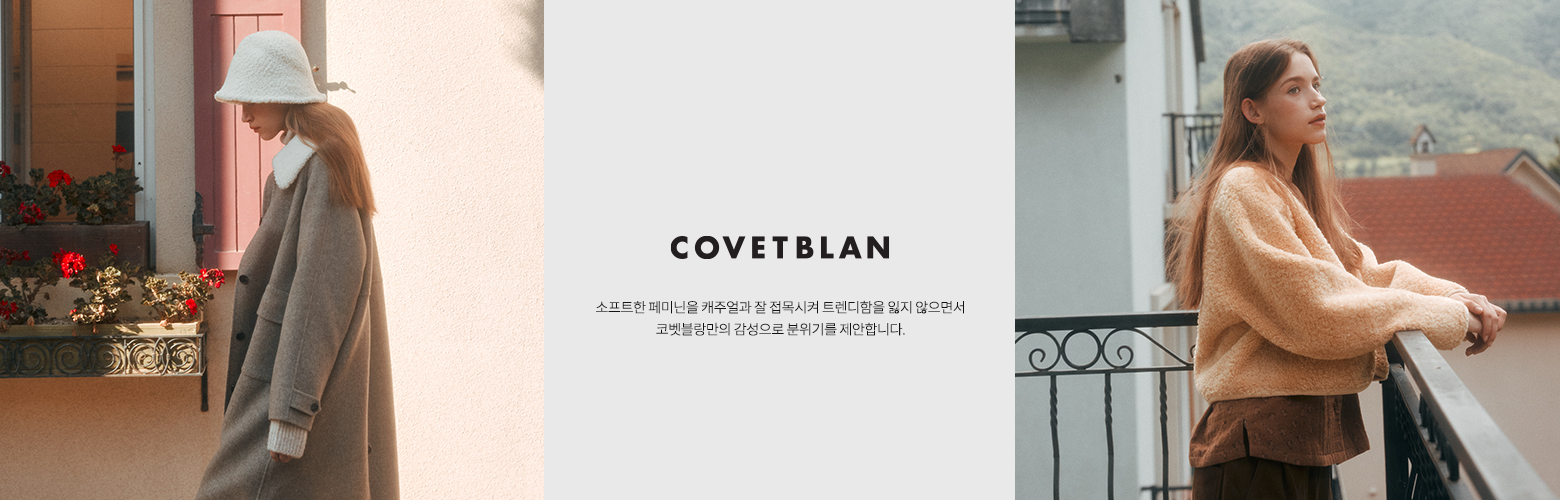 COVETBLAN
소프트한 페미닌을 캐주얼과 잘 접목시켜 트렌디함을 잃지 않으면서
코벳블랑만의 감성으로 분위기를 제안합니다.